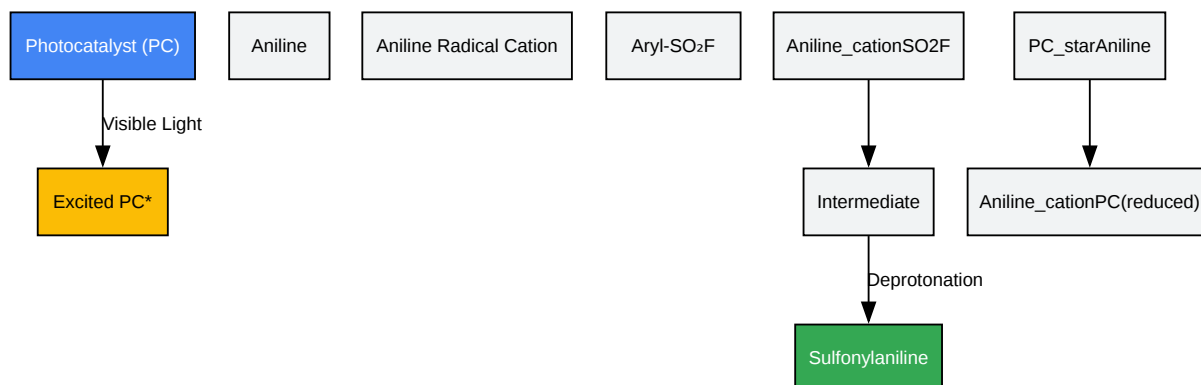 Photocatalyst (PC)
Aniline
Aniline Radical Cation
Aryl-SO₂F
Aniline_cationSO2F
PC_starAniline
Visible Light
Excited PC*
Intermediate
Aniline_cationPC(reduced)
Deprotonation
Sulfonylaniline